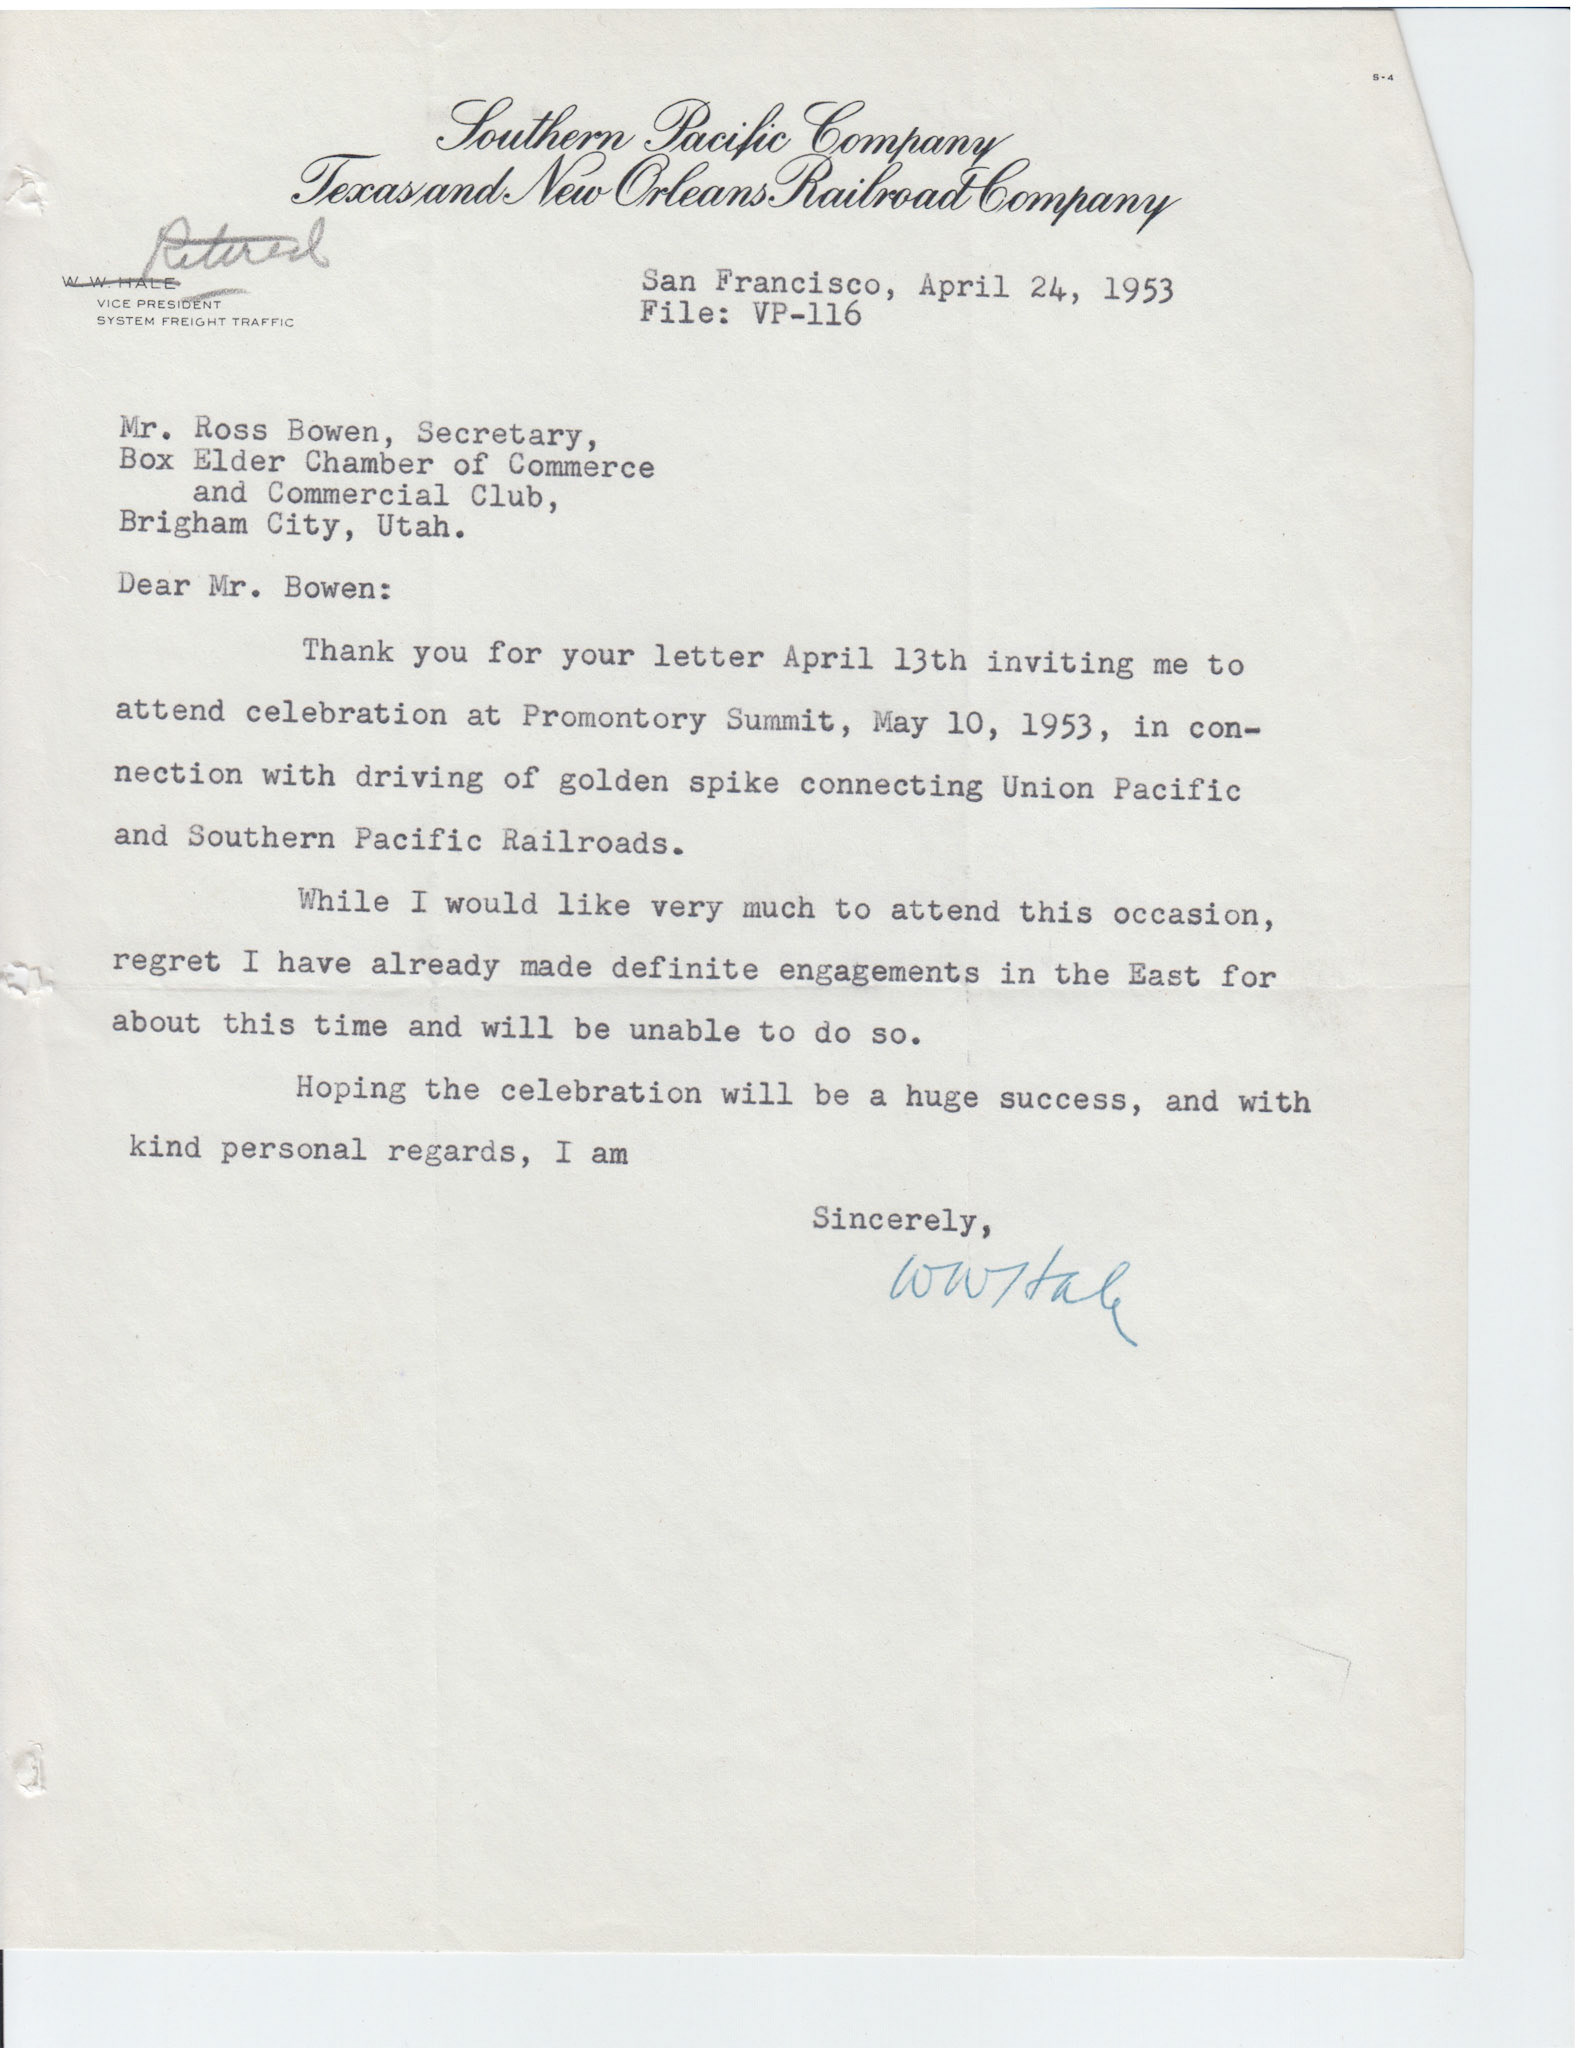 S-4
Southern Pacific Company
Texas and New Orleans Railroad Company
Retired
W. W. HALE
VICE PRESIDENT
SYSTEM FREIGHT TRAFFIC
San Francisco, April 24, 1953
File: VP-116
Mr. Ross Bowen, Secretary,
Box Elder Chamber of Commerce
and Commercial Club,
Brigham City, Utah.
Dear Mr. Bowen:
Thank you for your letter April 13th inviting me to
attend celebration at Promontory Summit, May 10, 1953, in con-
nection with driving of golden spike connecting Union Pacific
and Southern Pacific Railroads.
While I would like very much to attend this occasion,
regret I have already made definite engagements in the East for
about this time and will be unable to do so.
Hoping the celebration will be a huge success, and with
kind personal regards, I am
Sincerely,
WW Hale